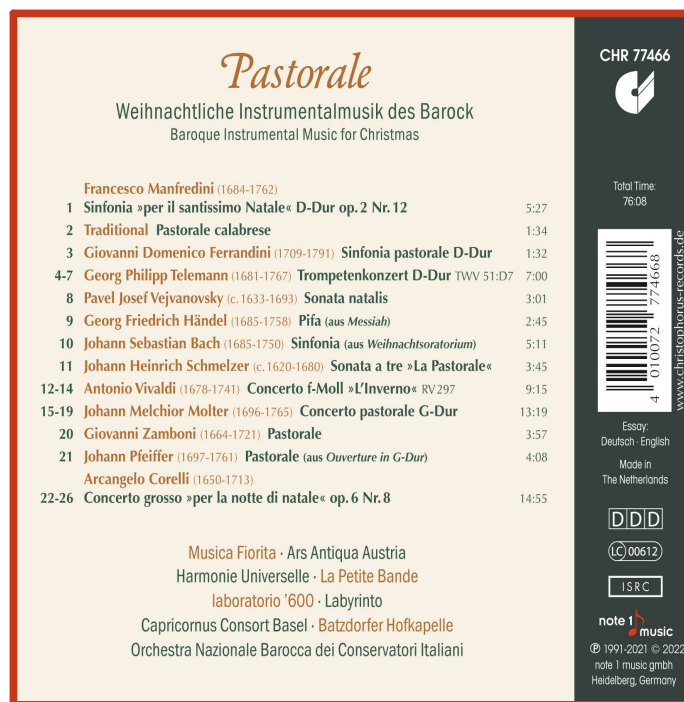 Pastorale
Weihnachtliche Instrumentalmusik des Barock
Baroque Instrumental Music for Christmas
Francesco Manfredini (1684-1762)
1 Sinfonia »per il santissimo Natale« D-Dur op. 2 Nr. 12 5:27
2 Traditional Pastorale calabrese 1:34
3 Giovanni Domenico Ferrandini (1709-1791) Sinfonia pastorale D-Dur 1:32
4-7 Georg Philipp Telemann (1681-1767) Trompetenkonzert D-Dur TWV 51:D7 7:00
8 Pavel Josef Vejvanovsky (c. 1633-1693) Sonata natalis 3:01
9 Georg Friedrich Händel (1685-1758) Pifa (aus Messiah) 2:45
10 Johann Sebastian Bach (1685-1750) Sinfonia (aus Weihnachtsoratorium) 5:11
11 Johann Heinrich Schmelzer (c. 1620-1680) Sonata a tre »La Pastorale« 3:45
12-14 Antonio Vivaldi (1678-1741) Concerto f-Moll »L’Inverno« RV 297 9:15
15-19 Johann Melchior Molter (1696-1765) Concerto pastorale G-Dur 13:19
20 Giovanni Zamboni (1664-1721) Pastorale 3:57
21 Johann Pfeiffer (1697-1761) Pastorale (aus Ouverture in G-Dur) 4:08
Arcangelo Corelli (1650-1713)
22-26 Concerto grosso »per la notte di natale« op. 6 Nr. 8 14:55
Musica Fiorita · Ars Antiqua Austria
Harmonie Universelle · La Petite Bande
laboratorio ’600 · Labyrinto
Capricornus Consort Basel · Batzdorfer Hofkapelle
Orchestra Nazionale Barocca dei Conservatori Italiani
CHR 77466
Total Time:
76:08
4 010072 774668
www.christophorus-records.de
Essay:
Deutsch · English
Made in
The Netherlands
DDD
LC 00612
ISRC
note 1
music
℗ 1991-2021 © 2022
note 1 music gmbh
Heidelberg, Germany